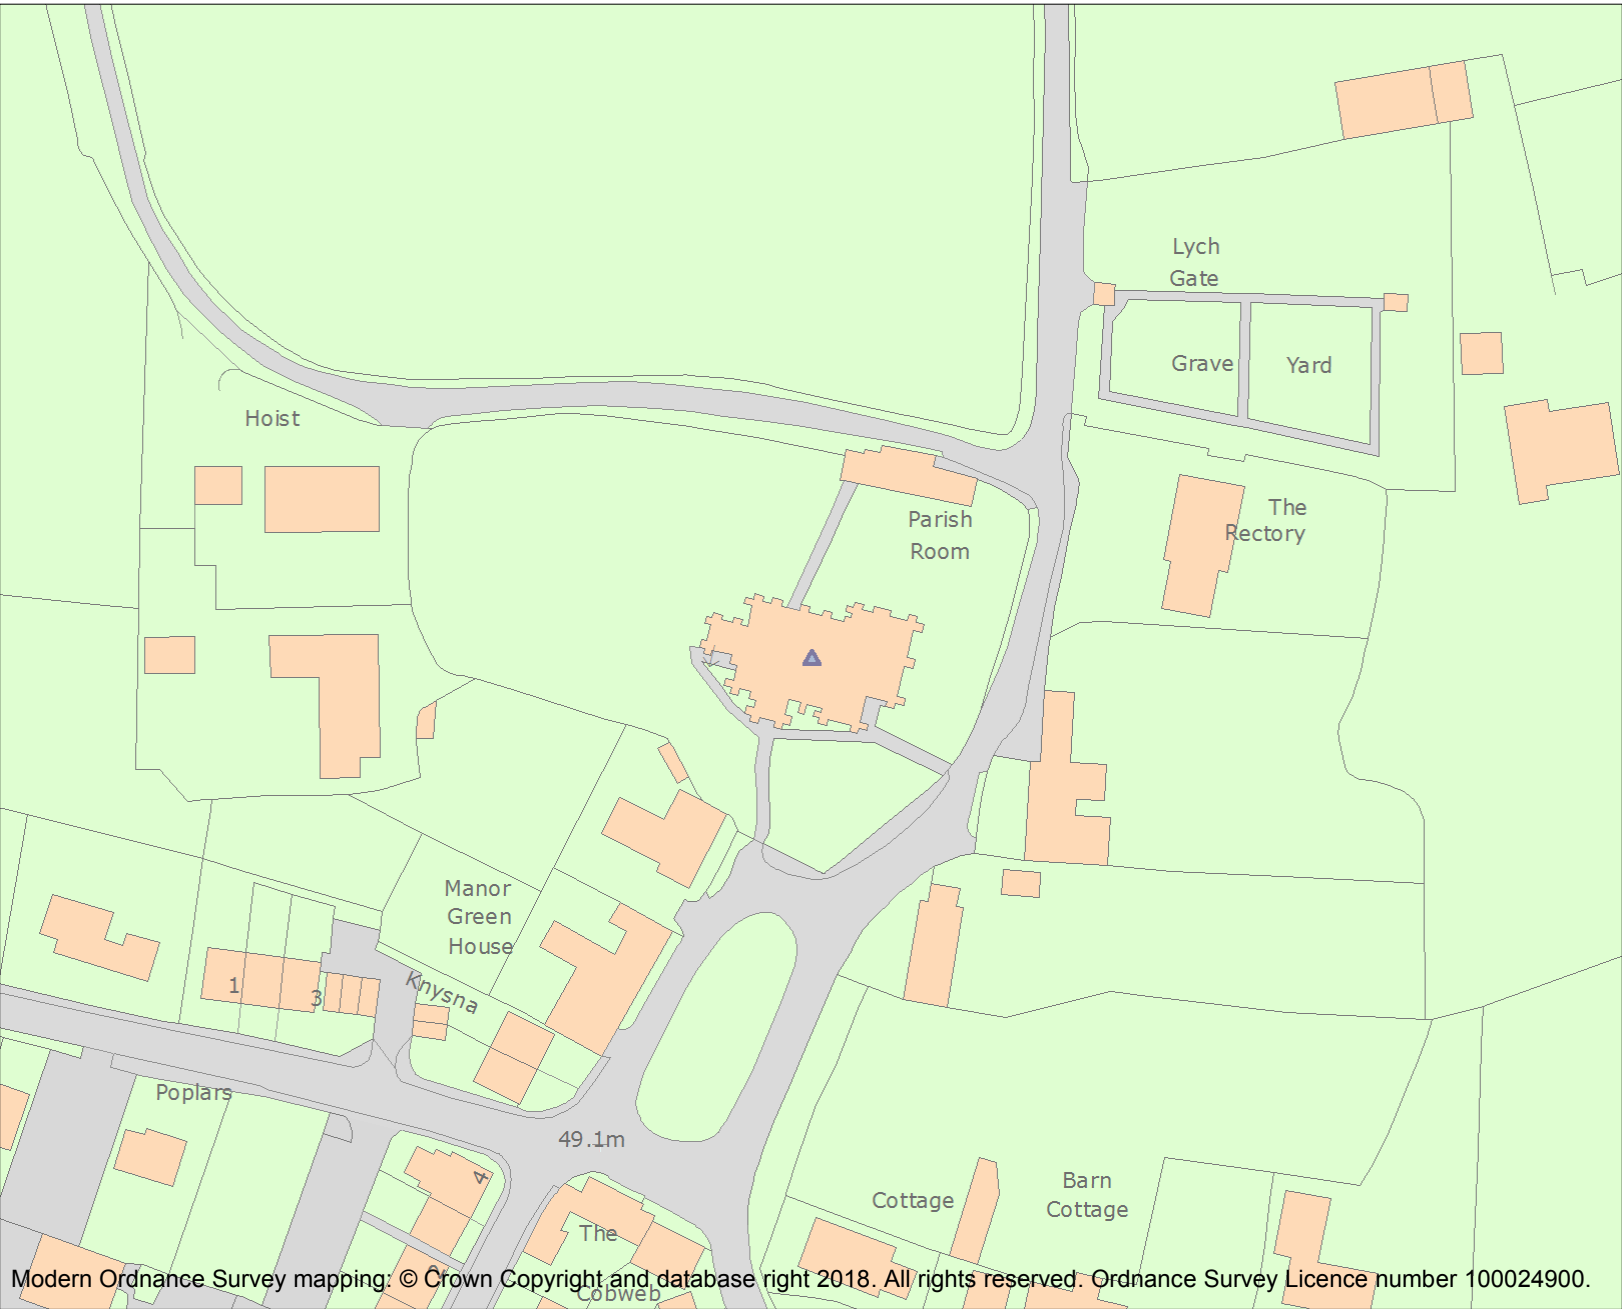 Lych
Gate
Grave Yard
Hoist
Parish
Room
The
Rectory
Manor
Green
House
Knysna
1
3
Poplars
49.1m
4
Cottage
Barn
Cottage
The
Cobweb
Modern Ordnance Survey mapping: © Crown Copyright and database right 2018. All rights reserved. Ordnance Survey Licence number 100024900.